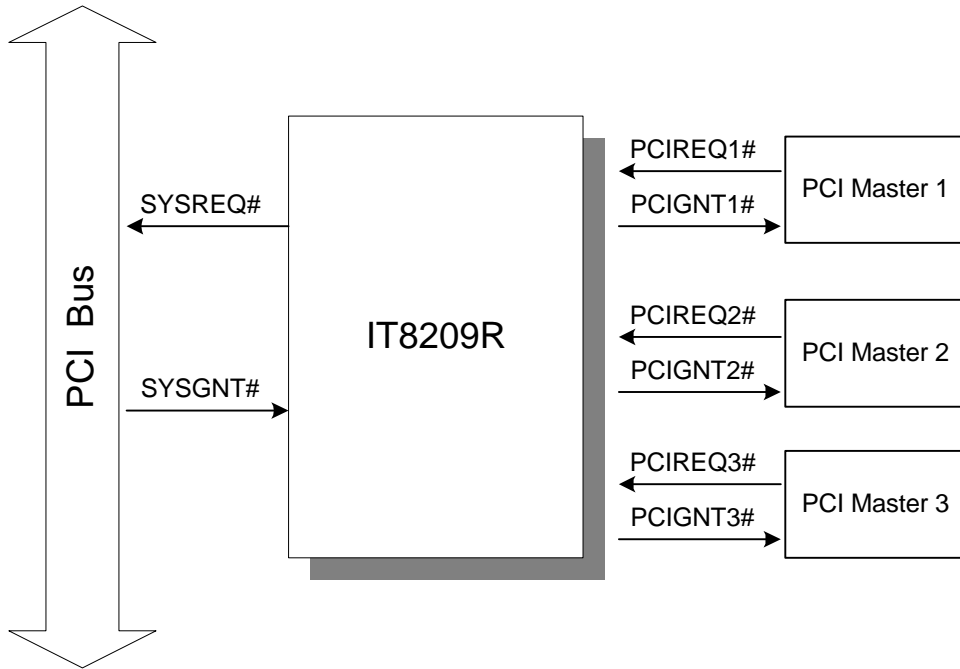 PCI Bus
SYSREQ#
SYSGNT#
IT8209R
PCIREQ1#
PCIGNT1#
PCI Master 1
PCIREQ2#
PCIGNT2#
PCI Master 2
PCIREQ3#
PCIGNT3#
PCI Master 3